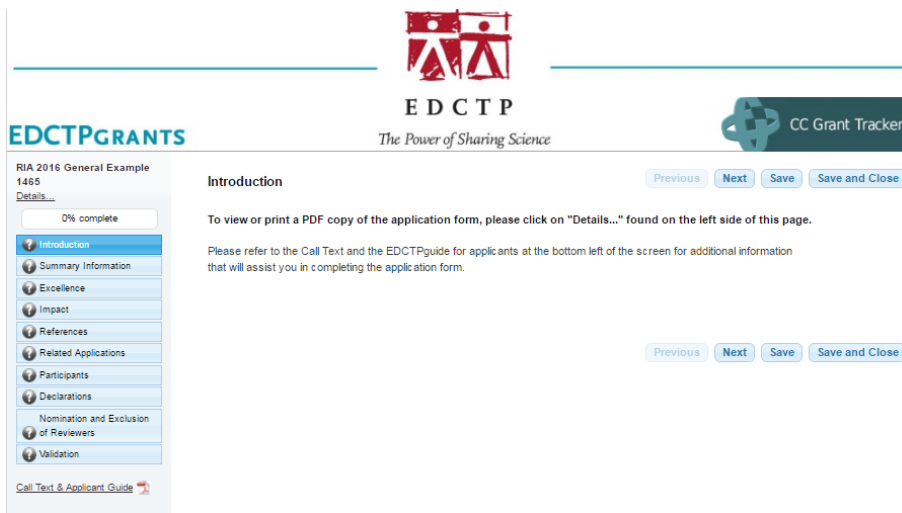 EDCTP
The Power of Sharing Science
EDCTPGRANTS
CC Grant Tracker
RIA 2016 General Example
1465
Details...
0% complete
Introduction
Summary Information
Excellence
Impact
References
Related Applications
Participants
Declarations
Nomination and Exclusion
of Reviewers
Validation
Call Text & Applicant Guide
Introduction
Previous Next Save Save and Close
To view or print a PDF copy of the application form, please click on "Details..." found on the left side of this page.
Please refer to the Call Text and the EDCTPguide for applicants at the bottom left of the screen for additional information
that will assist you in completing the application form.
Previous Next Save Save and Close